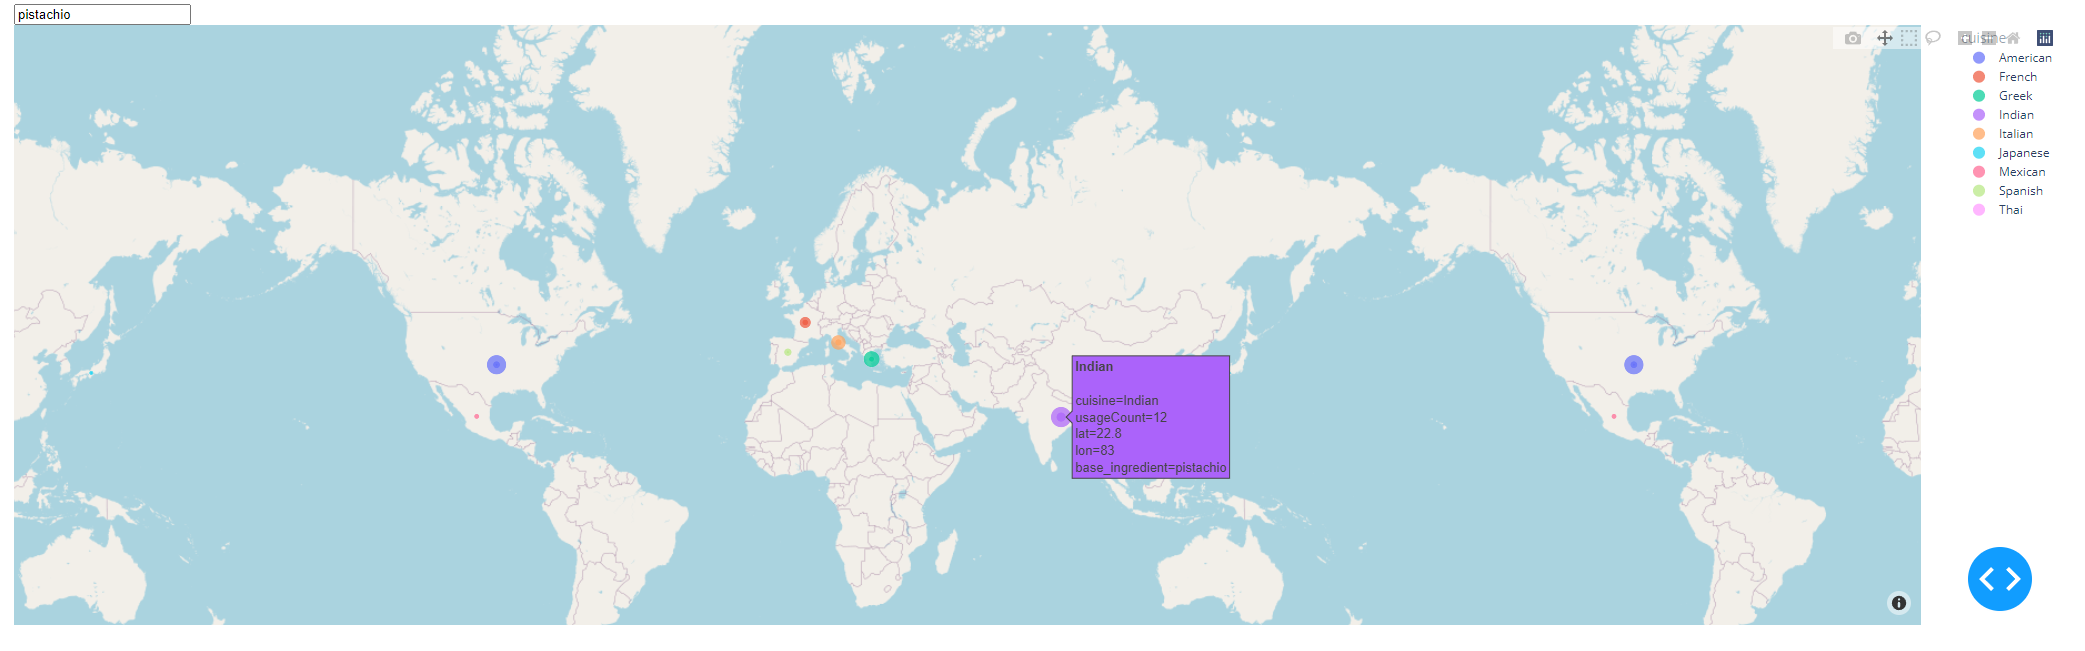 pistachio
cuisine
American
French
Greek
Indian
Italian
Japanese
Mexican
Spanish
Thai
Indian
cuisine=Indian
usageCount=12
lat=22.8
lon=83
base_ingredient=pistachio